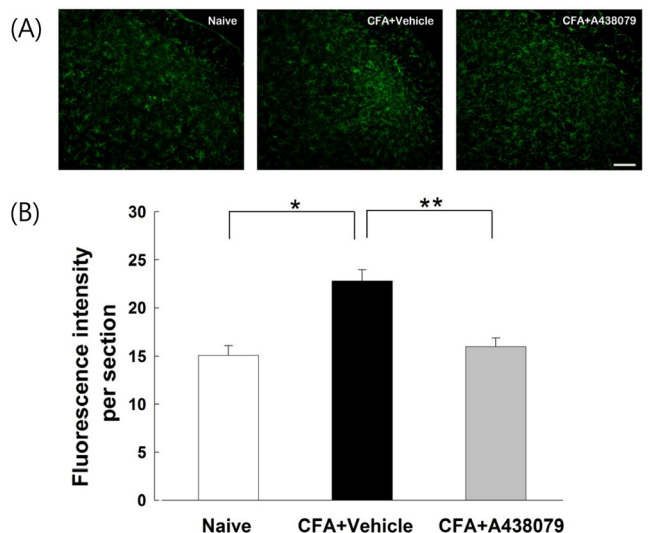 (A)
Naive
CFA+Vehicle
CFA+A438079
(B)
Fluorescence intensity
per section
30
25
20
15
10
5
0
*
**
Naive
CFA+Vehicle
CFA+A438079